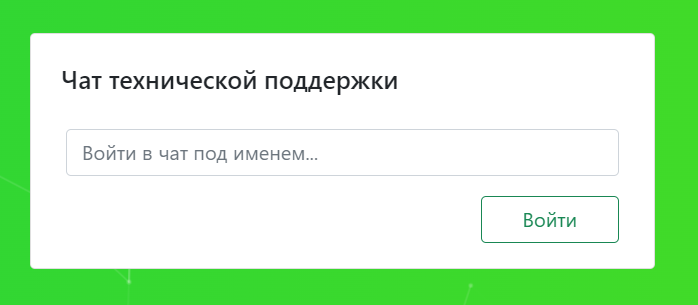 Чат технической поддержки
Войти в чат под именем...
Войти